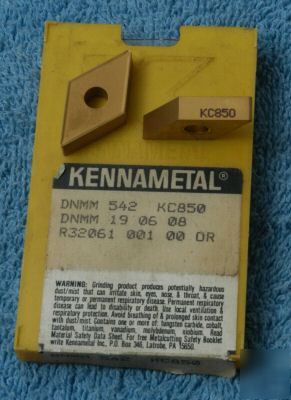 KC850
KENNAMETAL®
DNMM 542 KC850
DNMM 19 06 08
R32061 001 00 OR
WARNING: Grinding product produces potentially hazardous
dust/mist that can irritate skin, eyes, nose, & throat, & cause
temporary or permanent respiratory disease. Permanent respiratory
disease can lead to disability or death. Use local ventilation &
respiratory protection. Avoid breathing of & prolonged skin contact
with dust/mist. Contains one or more of: tungsten carbide, cobalt,
tantalum, titanium, vanadium, molybdenum, niobium. Read
Material Safety Data Sheet. For free Metalcutting Safety Booklet
write Kennametal Inc., P.O. Box 346, Latrobe, PA 15650.
542 KC850